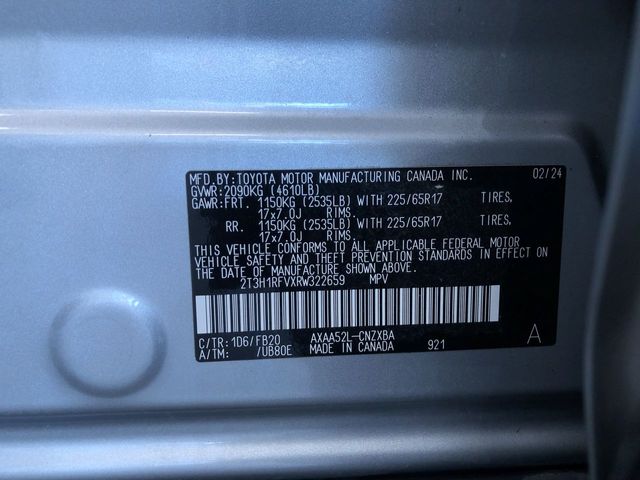 MFD.BY:TOYOTA MOTOR MANUFACTURING CANADA INC. 02/24
GVWR:2090KG (4610LB)
GAWR:FRT. 1150KG (2535LB) WITH 225/65R17 TIRES,
17x7.0J RIMS.
RR. 1150KG (2535LB) WITH 225/65R17 TIRES,
17x7.0J RIMS.
THIS VEHICLE CONFORMS TO ALL APPLICABLE FEDERAL MOTOR
VEHICLE SAFETY AND THEFT PREVENTION STANDARDS IN EFFECT ON
THE DATE OF MANUFACTURE SHOWN ABOVE.
2T3H1RFVXRW322659 MPV
C/TR:1D6/FB20 AXAA52L-CNZXBA A
A/TM: /UB80E MADE IN CANADA 921